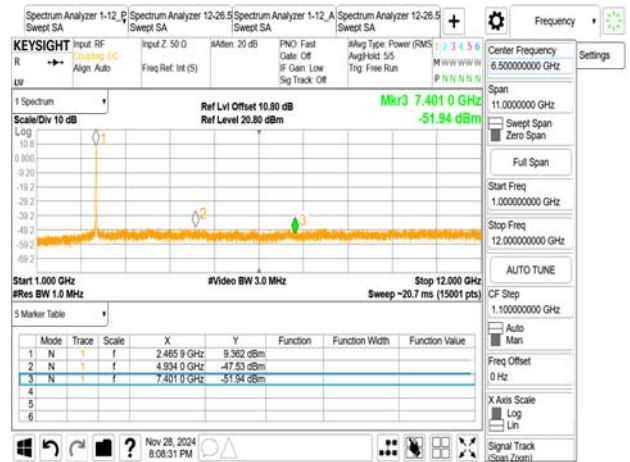 Spectrum Analyzer 1-12_P
Swept SA
Spectrum Analyzer 12-26.5
Swept SA
Spectrum Analyzer 1-12_A
Swept SA
Spectrum Analyzer 12-26.5
Swept SA
+
Frequency
Settings
KEYSIGHT
R
Input: RF
Coupling: DC
Align: Auto
Input Z: 50 Ω
Freq Ref: Int (S)
#Atten: 20 dB
PNO: Fast
Gate: Off
IF Gain: Low
Sig Track: Off
#Avg Type: Power (RMS
Avg|Hold: 5/5
Trig: Free Run
1 2 3 4 5 6
M w w w w w
P N N N N N
1 Spectrum
Scale/Div 10 dB
Log
Ref Lvl Offset 10.80 dB
Ref Level 20.80 dBm
Mkr3 7.401 0 GHz
-51.94 dBm
10.8
0.800
-9.20
-19.2
-29.2
-39.2
-49.2
-59.2
-69.2
1
2
3
Start 1.000 GHz
#Res BW 1.0 MHz
#Video BW 3.0 MHz
Stop 12.000 GHz
Sweep ~20.7 ms (15001 pts)
5 Marker Table
Mode Trace Scale X Y Function Function Width Function Value
1 N 1 f 2.465 9 GHz 9.362 dBm
2 N 1 f 4.934 0 GHz -47.53 dBm
3 N 1 f 7.401 0 GHz -51.94 dBm
4
5
6
Center Frequency
6.500000000 GHz
Span
11.0000000 GHz
Swept Span
Zero Span
Full Span
Start Freq
1.000000000 GHz
Stop Freq
12.000000000 GHz
AUTO TUNE
CF Step
1.100000000 GHz
Auto
Man
Freq Offset
0 Hz
X Axis Scale
Log
Lin
Signal Track
(Span Zoom)
?
Nov 28, 2024
8:08:31 PM